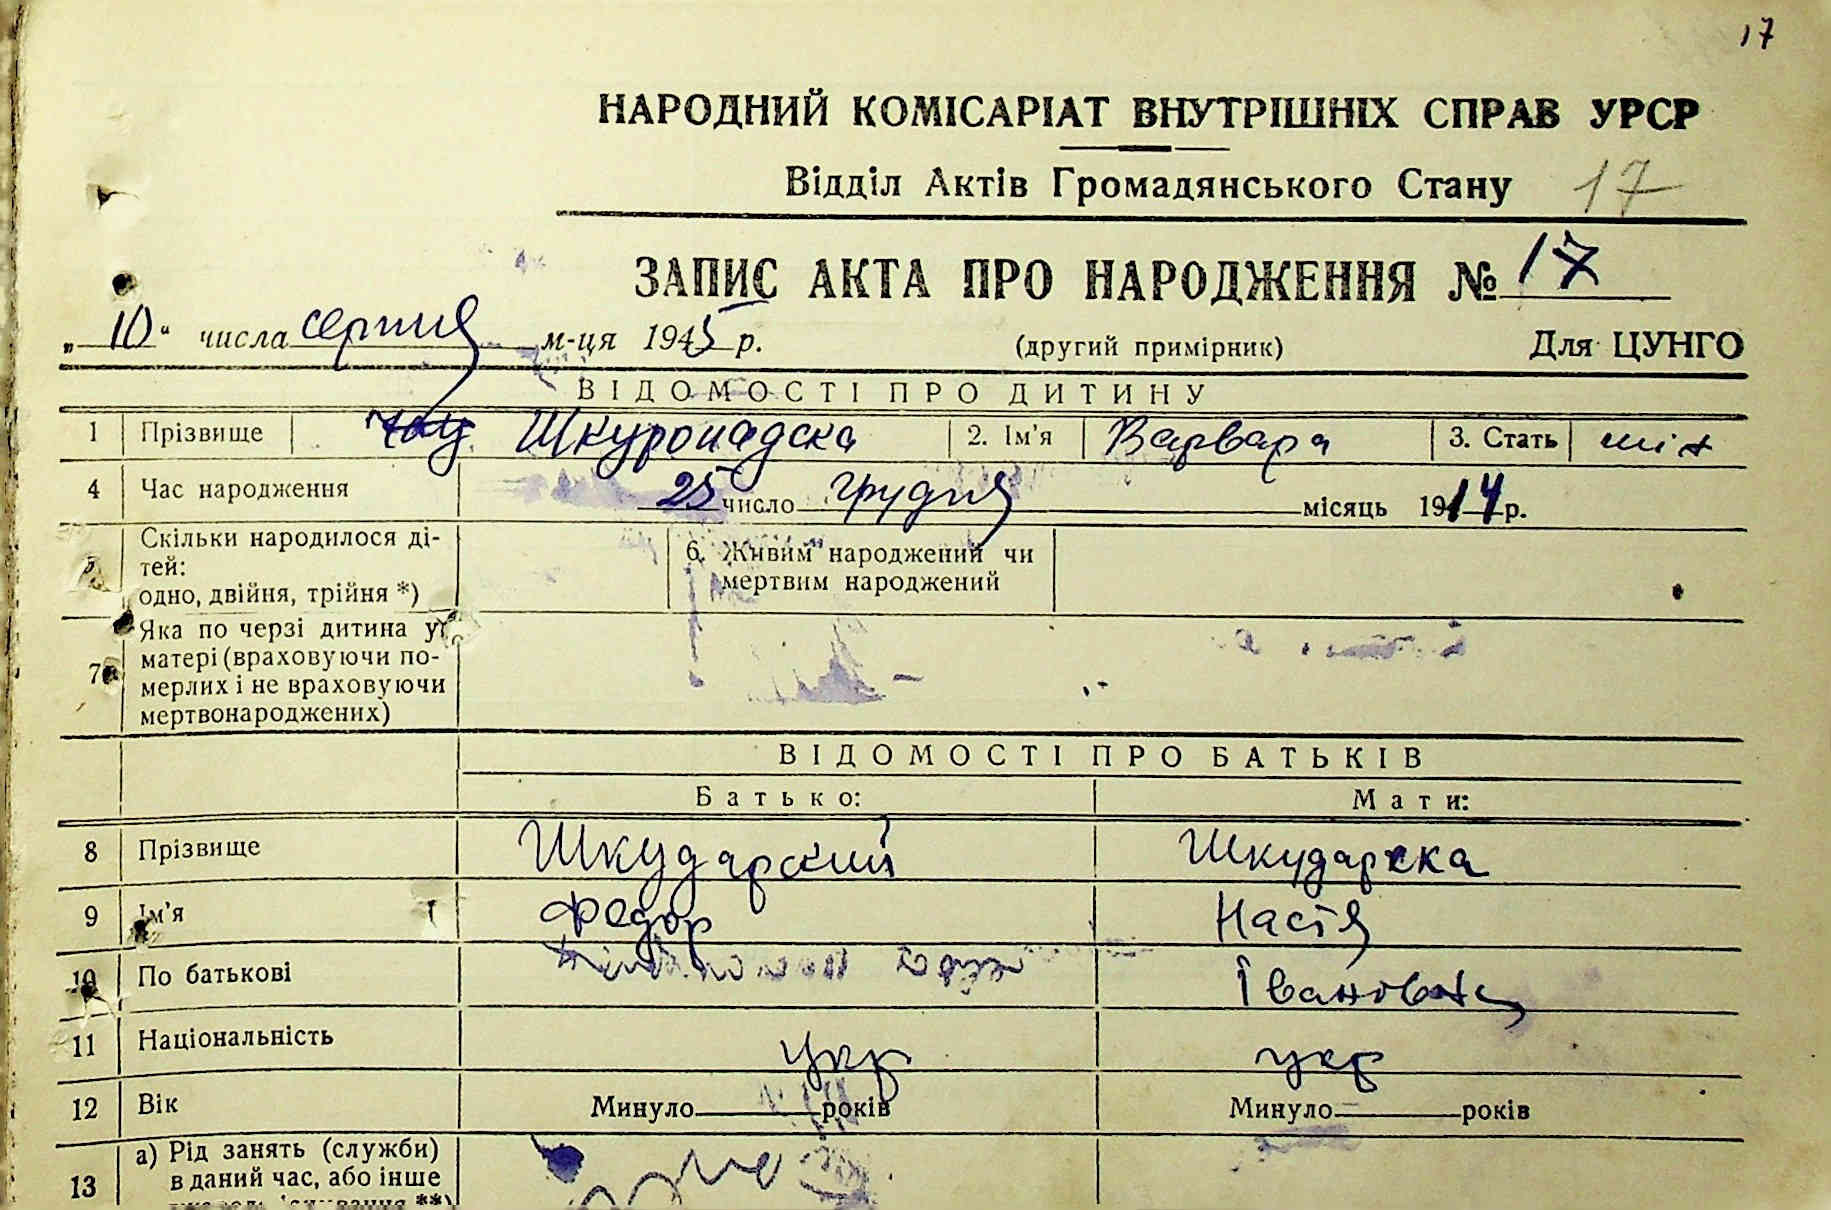 17
НАРОДНИЙ КОМІСАРІАТ ВНУТРІШНІХ СПРАВ УРСР
Відділ Актів Громадянського Стану 17
ЗАПИС АКТА ПРО НАРОДЖЕННЯ № 17
„10“ числа серпня м-ця 1945 р. (другий примірник) Для ЦУНГО
ВІДОМОСТІ ПРО ДИТИНУ
1 Прізвище Шкуропадска 2. Ім'я Варвара 3. Стать жін
4 Час народження 25 число грудня місяць 1914 р.
5 Скільки народилося ді-
тей:
одно, двійня, трійня *)
6. Живим народжений чи
мертвим народжений
7 Яка по черзі дитина у
матері (враховуючи по-
мерлих і не враховуючи
мертвонароджених)
ВІДОМОСТІ ПРО БАТЬКІВ
Батько: Мати:
8 Прізвище Шкударский Шкударска
9 Ім'я Федор Настя
10 По батькові Івановна
11 Національність укр укр
12 Вік Минуло років Минуло років
13 а) Рід занять (служби)
в даний час, або інше